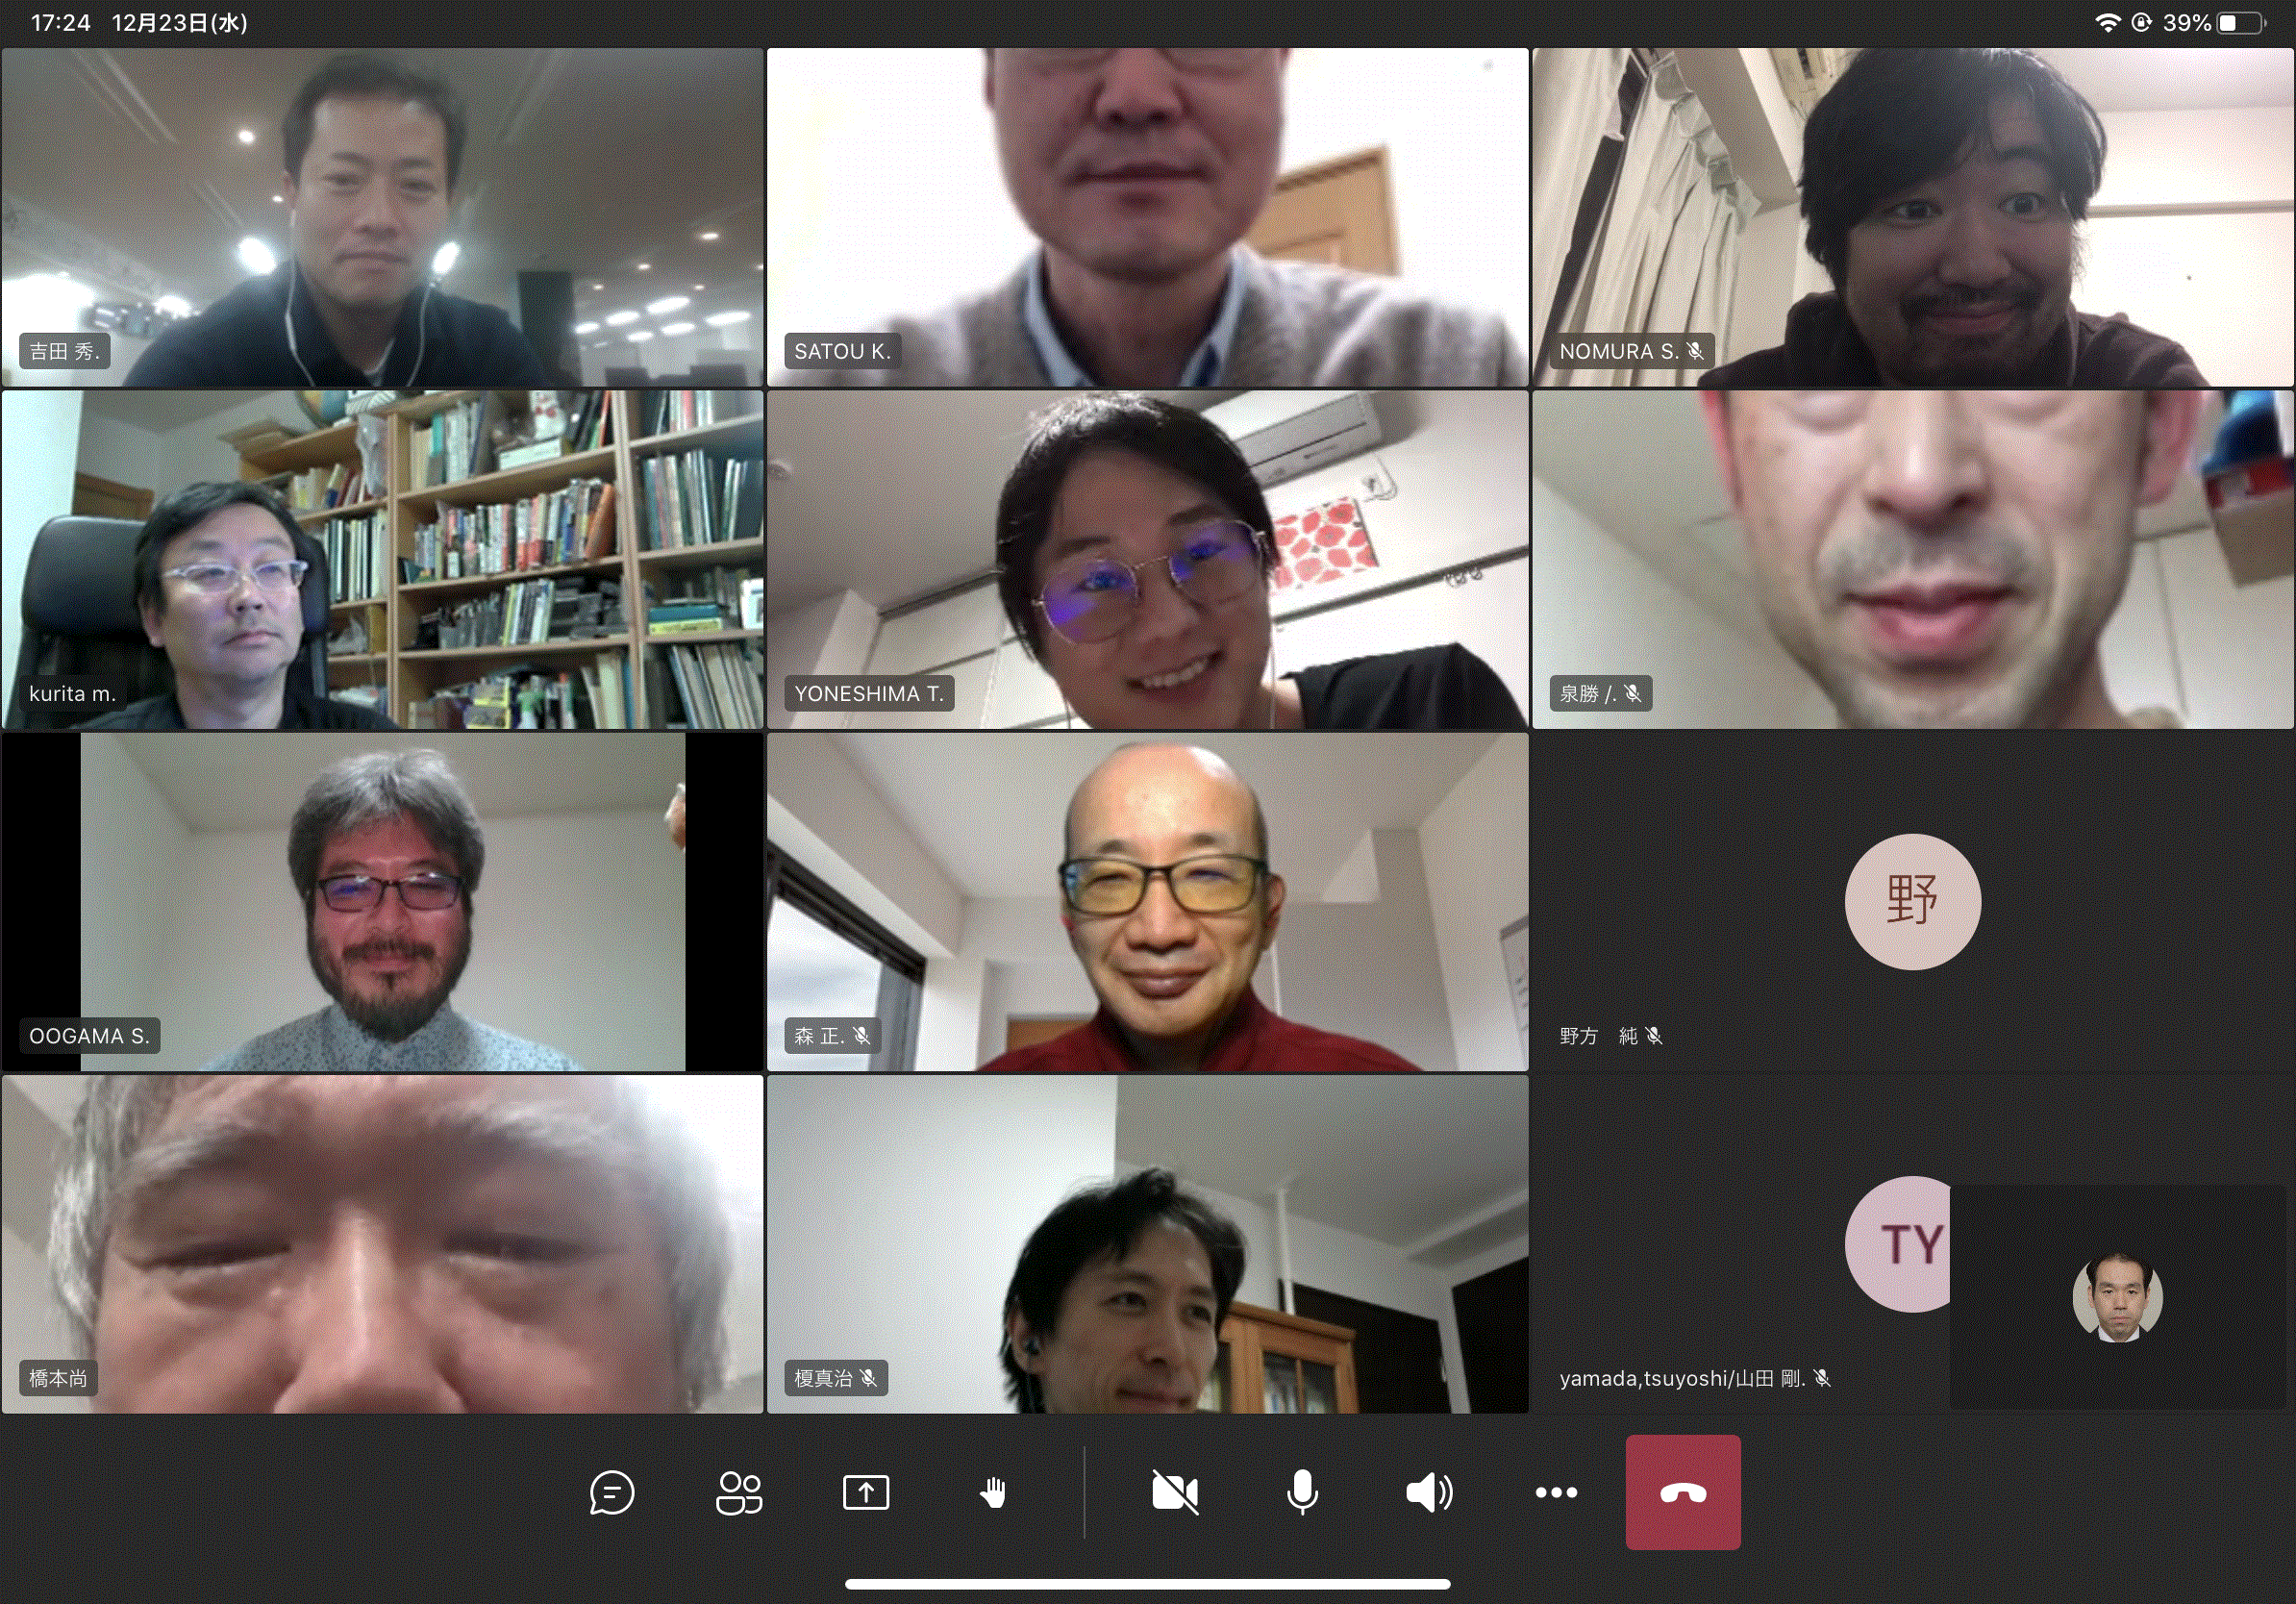 17:24 12月23日(水)
39%
吉田 秀.
SATOU K.
NOMURA S.
kurita m.
YONESHIMA T.
泉勝 /.
OOGAMA S.
森 正.
野
野方 純
橋本尚
榎真治
TY
yamada,tsuyoshi/山田 剛.